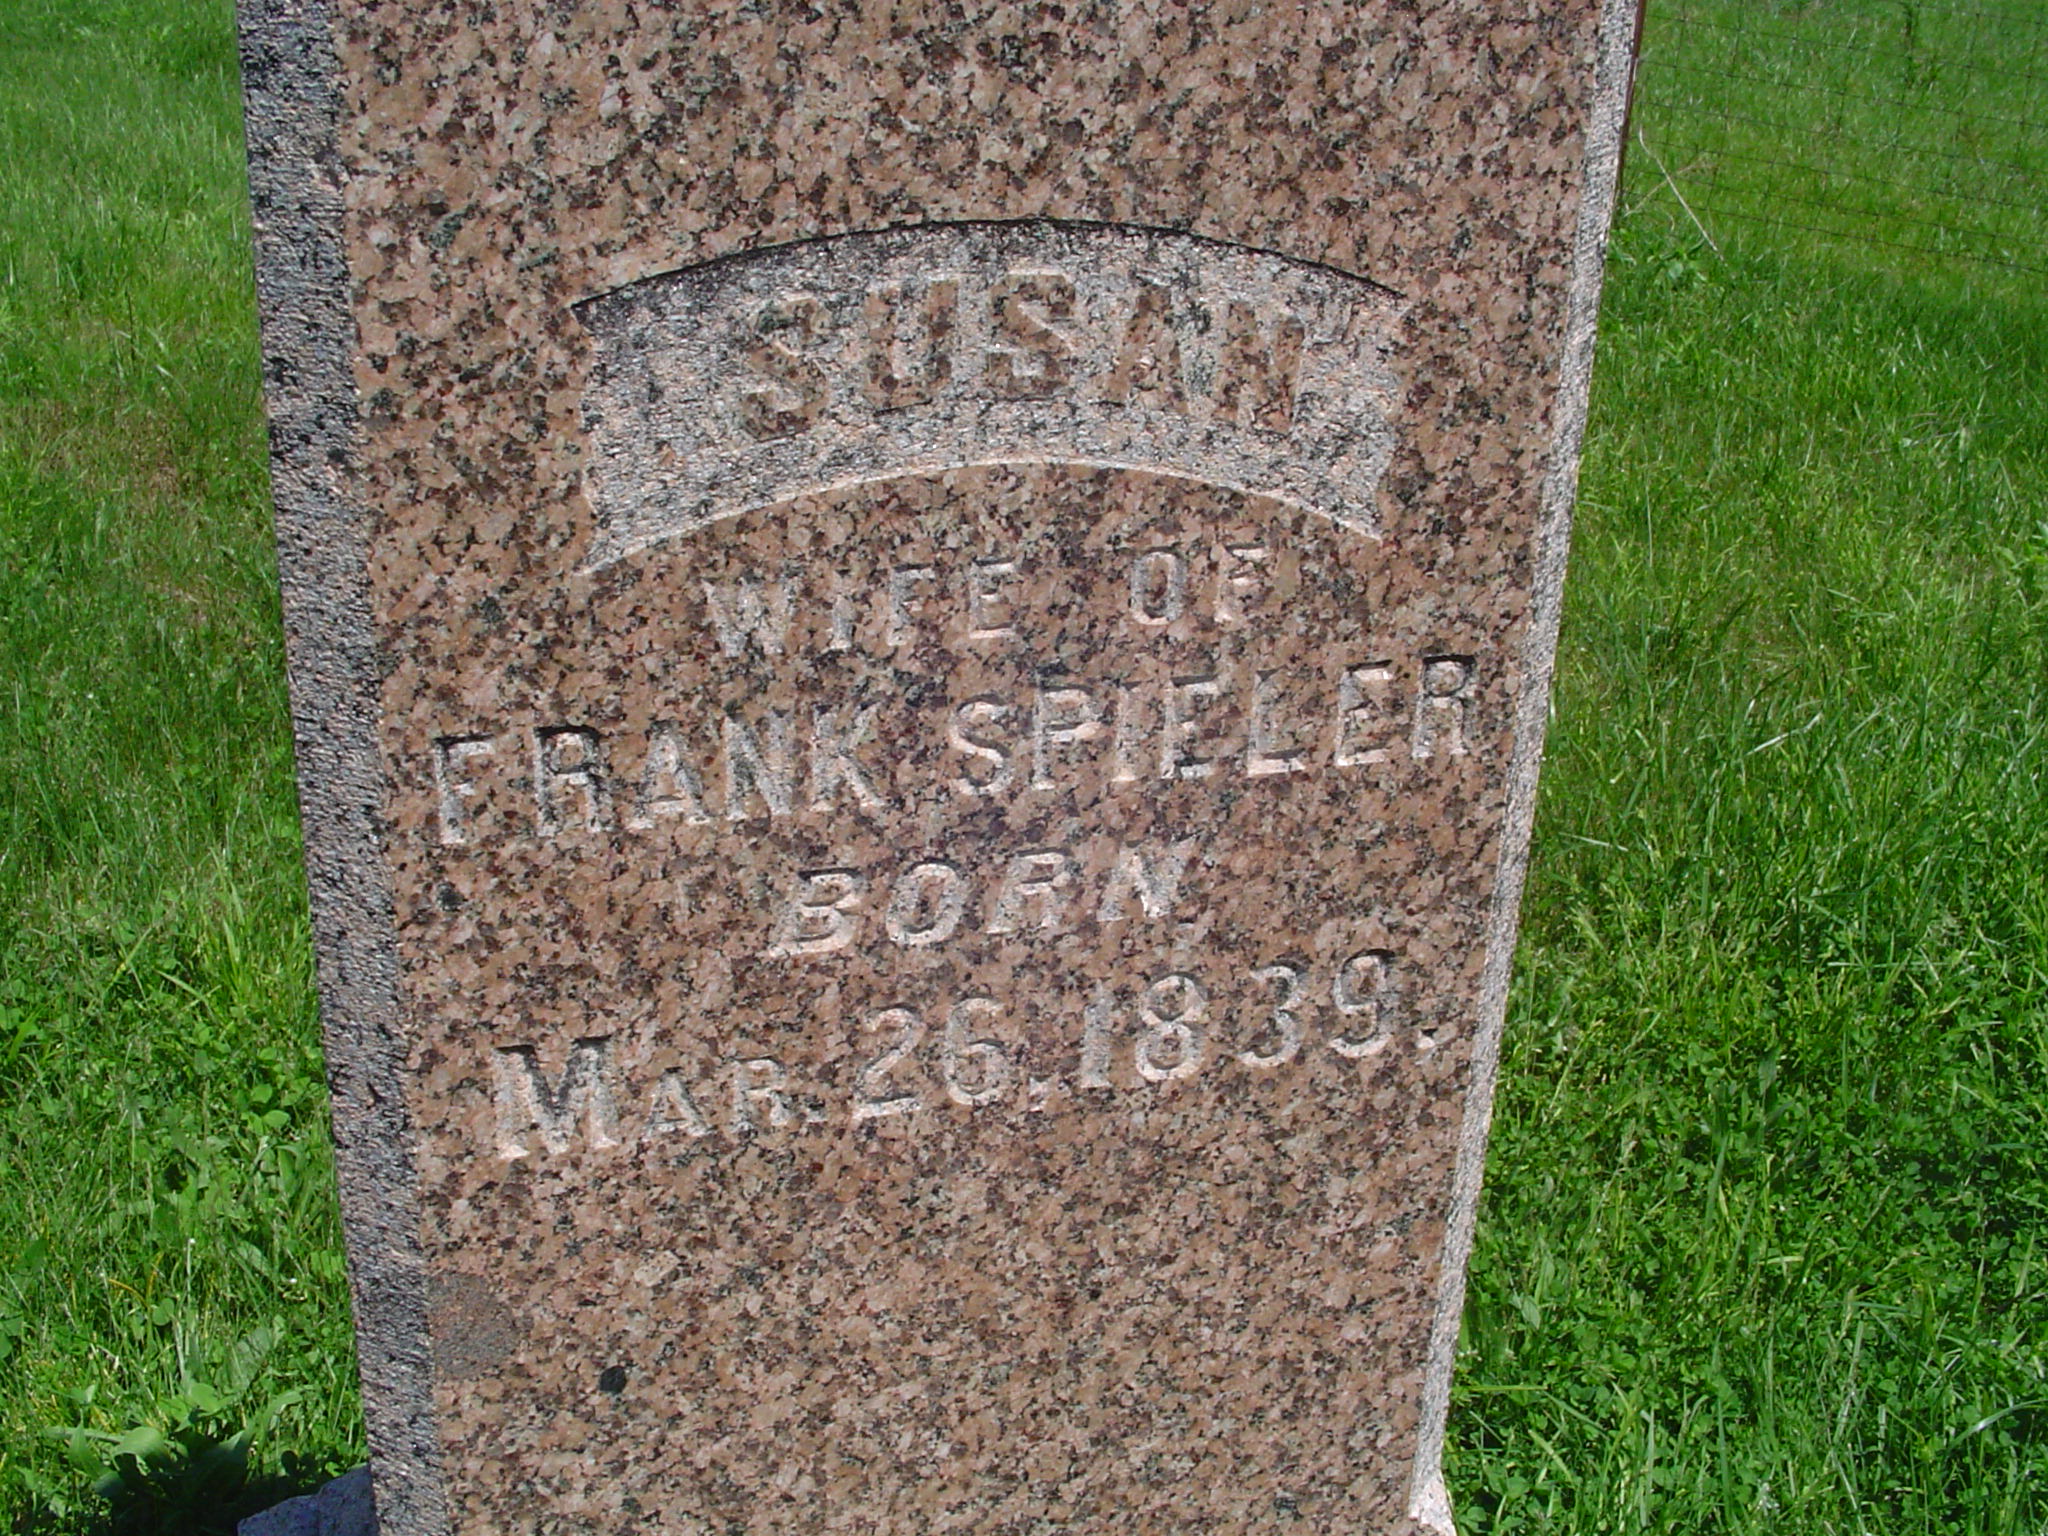 SUSAN
WIFE OF
FRANK SPIELER
BORN
MAR. 26, 1839.